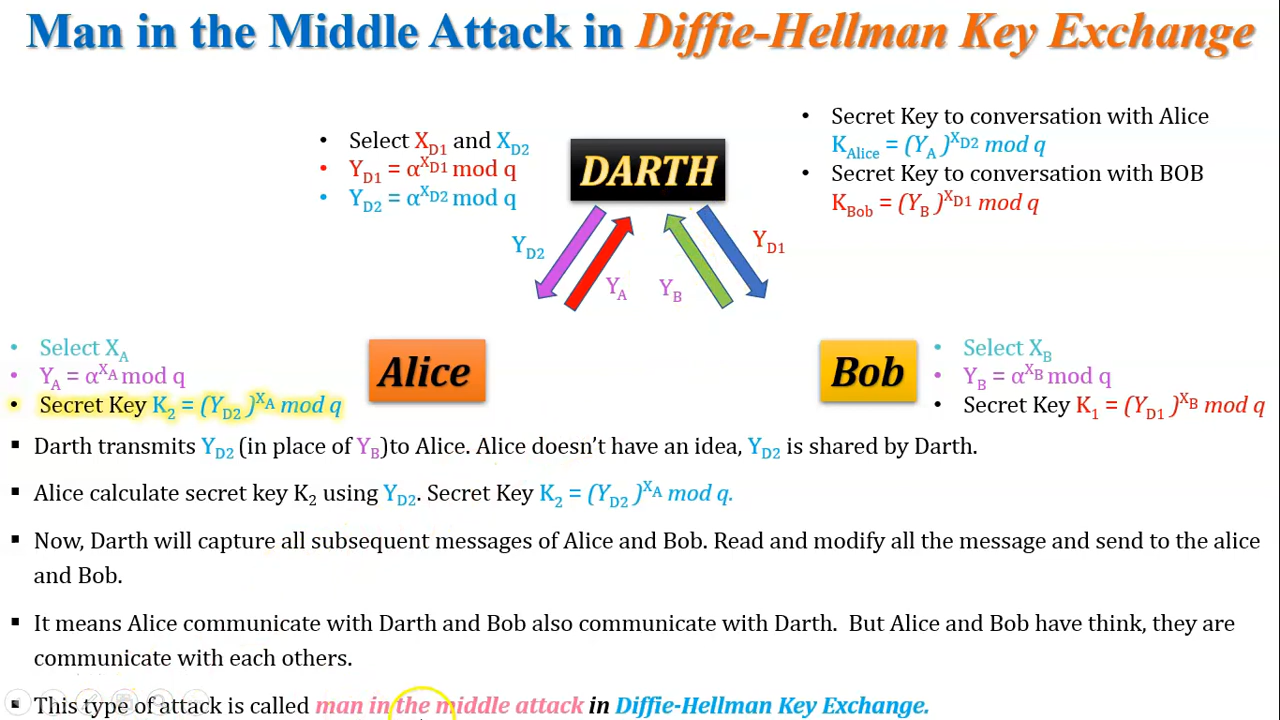 Man in the Middle Attack in Diffie-Hellman Key Exchange
• Select X_D1 and X_D2
• Y_D1 = α^X_D1 mod q
• Y_D2 = α^X_D2 mod q
DARTH
• Secret Key to conversation with Alice
K_Alice = (Y_A )^X_D2 mod q
• Secret Key to conversation with BOB
K_Bob = (Y_B )^X_D1 mod q
Y_D2
Y_A
Y_B
Y_D1
• Select X_A
• Y_A = α^X_A mod q
• Secret Key K_2 = (Y_D2 )^X_A mod q
Alice
Bob
• Select X_B
• Y_B = α^X_B mod q
• Secret Key K_1 = (Y_D1 )^X_B mod q
▪ Darth transmits Y_D2 (in place of Y_B)to Alice. Alice doesn’t have an idea, Y_D2 is shared by Darth.
▪ Alice calculate secret key K_2 using Y_D2. Secret Key K_2 = (Y_D2 )^X_A mod q.
▪ Now, Darth will capture all subsequent messages of Alice and Bob. Read and modify all the message and send to the alice
and Bob.
▪ It means Alice communicate with Darth and Bob also communicate with Darth. But Alice and Bob have think, they are
communicate with each others.
▪ This type of attack is called man in the middle attack in Diffie-Hellman Key Exchange.